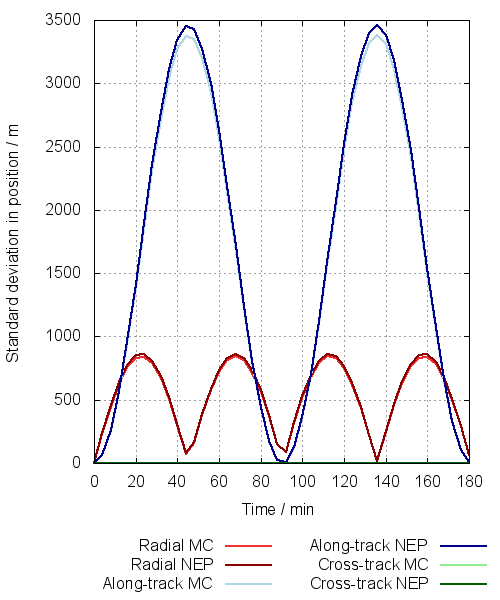 Standard deviation in position / m
3500
3000
2500
2000
1500
1000
500
0
0 20 40 60 80 100 120 140 160 180
Time / min
Radial MC
Radial NEP
Along-track MC
Along-track NEP
Cross-track MC
Cross-track NEP